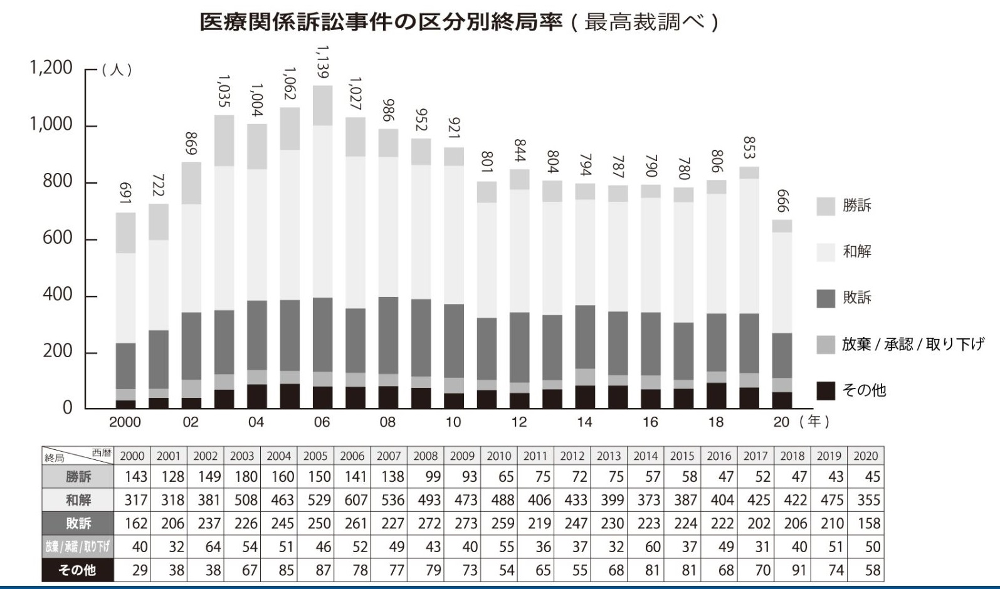 医療関係訴訟事件の区分別終局率 ( 最高裁調べ )
1,200 ( 人 )
1,000
800
600
400
200
0
691
722
869
1,035
1,004
1,062
1,139
1,027
986
952
921
801
844
804
794
787
790
780
806
853
666
2000 02 04 06 08 10 12 14 16 18 20 ( 年 )
勝訴
和解
敗訴
放棄 / 承認 / 取り下げ
その他
終局 西暦 2000 2001 2002 2003 2004 2005 2006 2007 2008 2009 2010 2011 2012 2013 2014 2015 2016 2017 2018 2019 2020
勝訴 143 128 149 180 160 150 141 138 99 93 65 75 72 75 57 58 47 52 47 43 45
和解 317 318 381 508 463 529 607 536 493 473 488 406 433 399 373 387 404 425 422 475 355
敗訴 162 206 237 226 245 250 261 227 272 273 259 219 247 230 223 224 222 202 206 210 158
放棄 / 承諾 / 取り下げ 40 32 64 54 51 46 52 49 43 40 55 36 37 32 60 37 49 31 40 51 50
その他 29 38 38 67 85 87 78 77 79 73 54 65 55 68 81 81 68 70 91 74 58